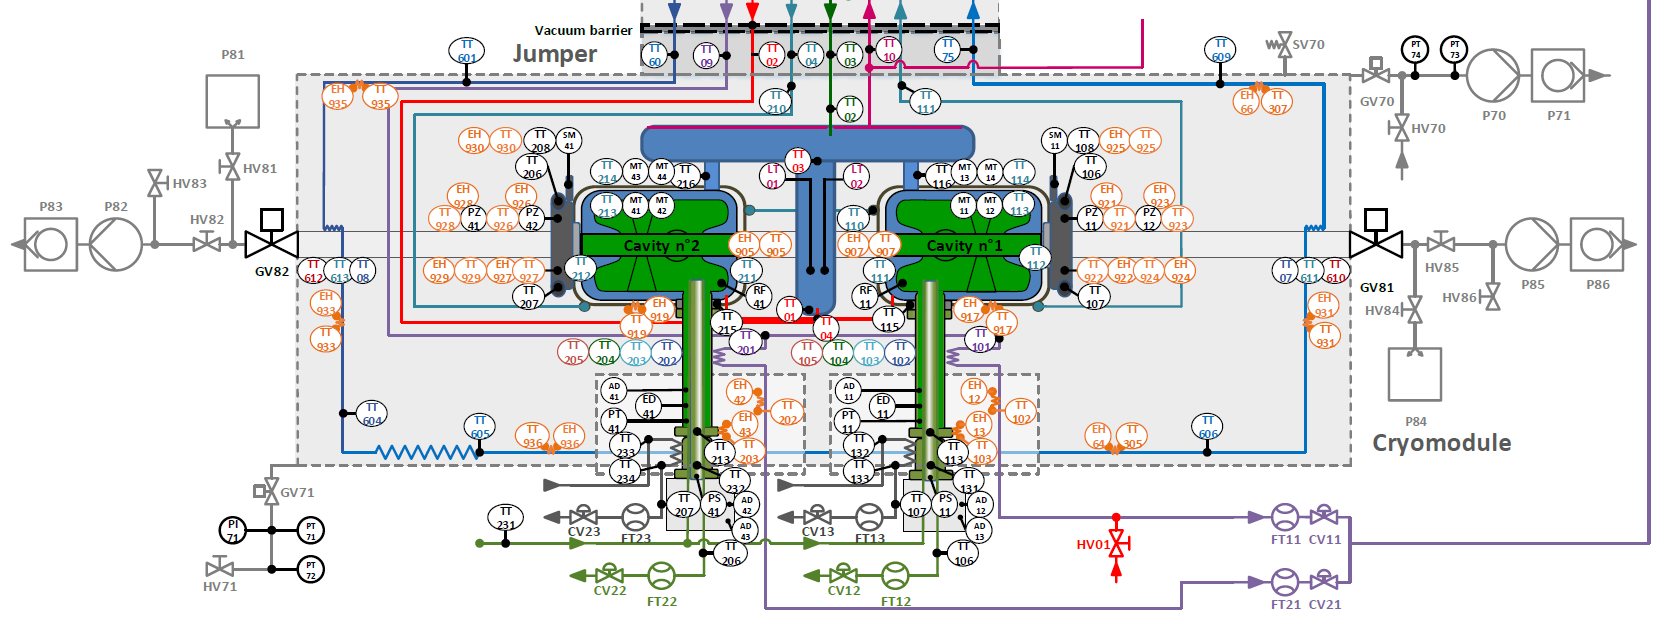 Vacuum barrier
Jumper
TT 60
TT 09
TT 02
TT 04
TT 03
TT 10
TT 75
TT 601
TT 609
SV70
PT 74
PT 73
P81
GV70
P70
P71
HV70
EH 935
TT 935
TT 210
TT 02
TT 111
EH 66
TT 307
HV83
HV81
EH 930
TT 930
TT 208
SM 41
TT 206
TT 214
MT 43
MT 44
TT 216
LT 01
TT 03
LT 02
TT 116
MT 13
MT 14
TT 114
SM 11
TT 108
EH 925
TT 925
TT 106
P83
P82
HV82
GV82
EH 928
EH 926
TT 928
PZ 41
TT 926
PZ 42
TT 213
MT 41
MT 42
TT 110
MT 11
MT 12
TT 113
EH 921
EH 923
PZ 11
TT 921
PZ 12
TT 923
Cavity n°2
EH 905
TT 905
EH 907
TT 907
Cavity n°1
HV85
P85
P86
TT 612
TT 613
TT 08
EH 929
TT 929
EH 927
TT 927
TT 212
TT 211
TT 111
TT 112
TT 922
EH 922
TT 924
EH 924
TT 07
TT 611
TT 610
GV81
HV84
HV86
EH 933
TT 933
TT 207
RF 41
RF 11
TT 107
EH 919
TT 919
TT 215
TT 01
TT 04
TT 115
EH 917
TT 917
EH 931
TT 931
TT 201
TT 101
TT 205
TT 204
TT 203
TT 202
TT 105
TT 104
TT 103
TT 102
P84
Cryomodule
AD 41
ED 41
PT 41
EH 42
TT 202
AD 11
ED 11
PT 11
EH 12
TT 102
TT 604
TT 605
TT 936
EH 936
EH 43
TT 203
TT 233
TT 213
TT 234
TT 232
EH 13
TT 103
TT 132
TT 113
TT 133
TT 131
EH 64
TT 305
TT 606
GV71
PI 71
PT 71
HV71
PT 72
TT 231
CV23
FT23
TT 207
PS 41
AD 42
AD 43
TT 206
CV13
FT13
TT 107
PS 11
AD 12
AD 13
TT 106
CV22
FT22
CV12
FT12
HV01
FT11
CV11
FT21
CV21